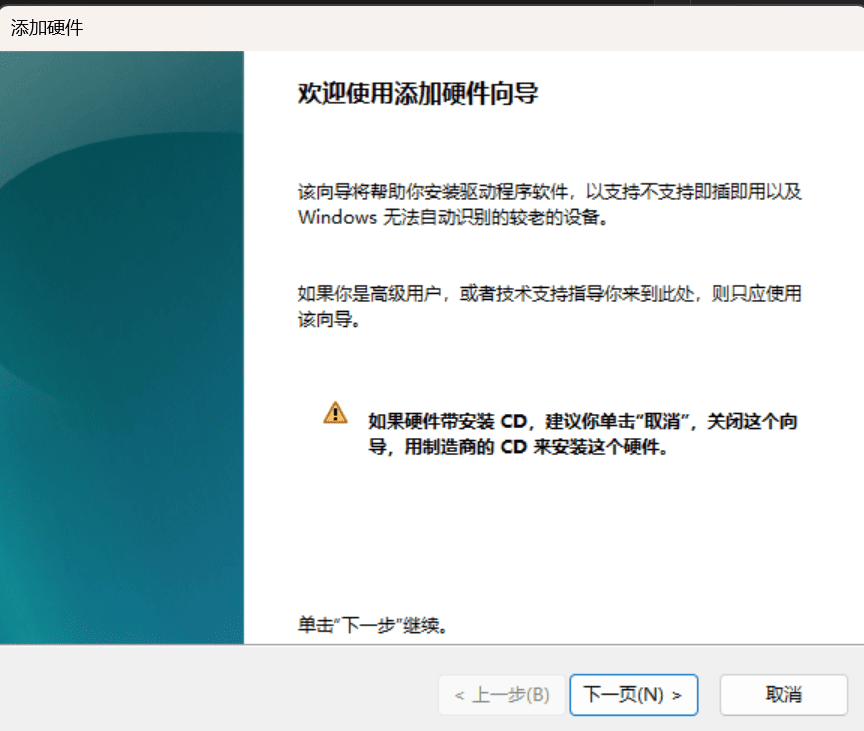 添加硬件
欢迎使用添加硬件向导
该向导将帮助你安装驱动程序软件，以支持不支持即插即用以及
Windows 无法自动识别的较老的设备。
如果你是高级用户，或者技术支持指导你来到此处，则只应使用
该向导。
如果硬件带安装 CD，建议你单击“取消”，关闭这个向
导，用制造商的 CD 来安装这个硬件。
单击“下一步”继续。
< 上一步(B)
下一页(N) >
取消